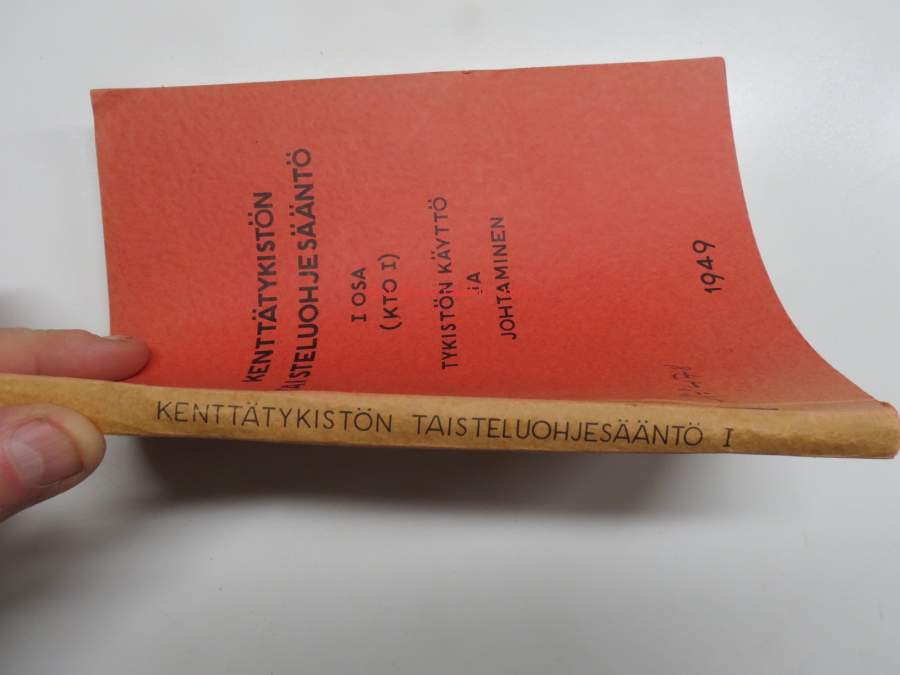 KENTTÄTYKISTÖN
TAISTELUOHJESÄÄNTÖ
I OSA
(KTO I)
TYKISTÖN KÄYTTÖ
JA
JOHTAMINEN
1949
KENTTÄTYKISTÖN TAISTELUOHJESÄÄNTÖ I